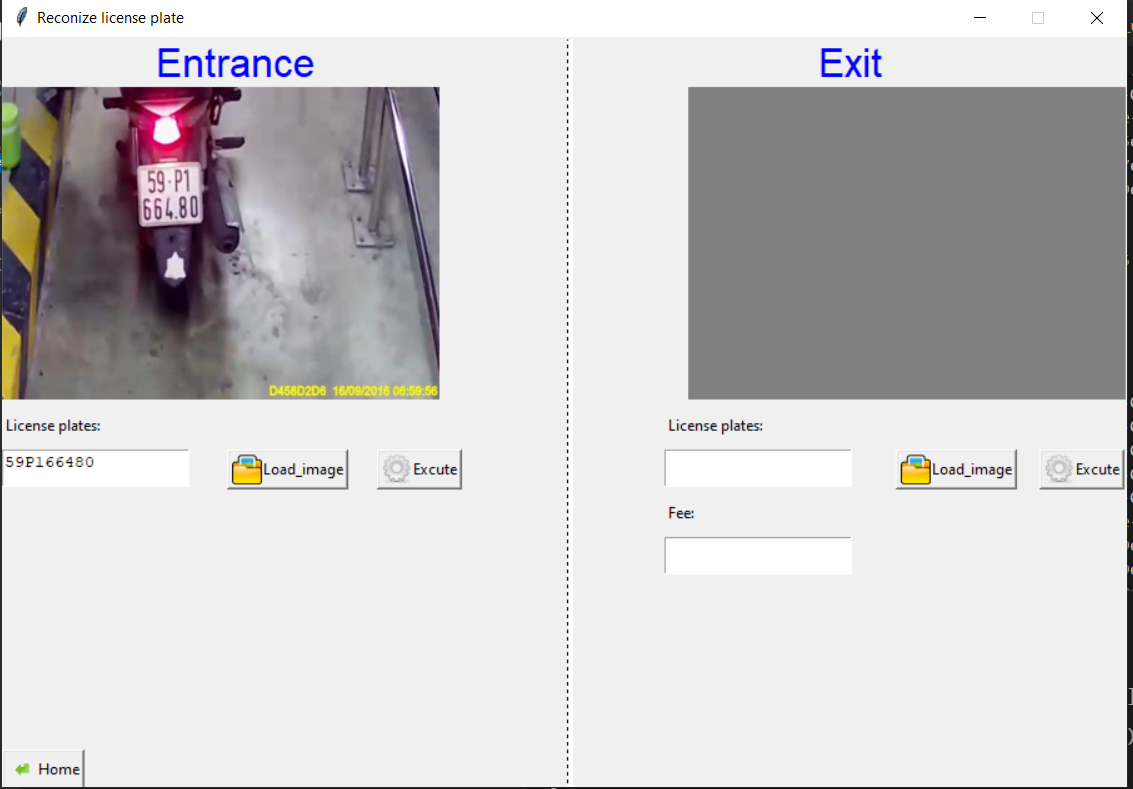 Reconize license plate
Entrance
Exit
59-P1
664.80
D458D2D6 16/09/2016 06:59:56
License plates:
License plates:
59P166480
Load_image
Excute
Load_image
Excute
Fee:
Home